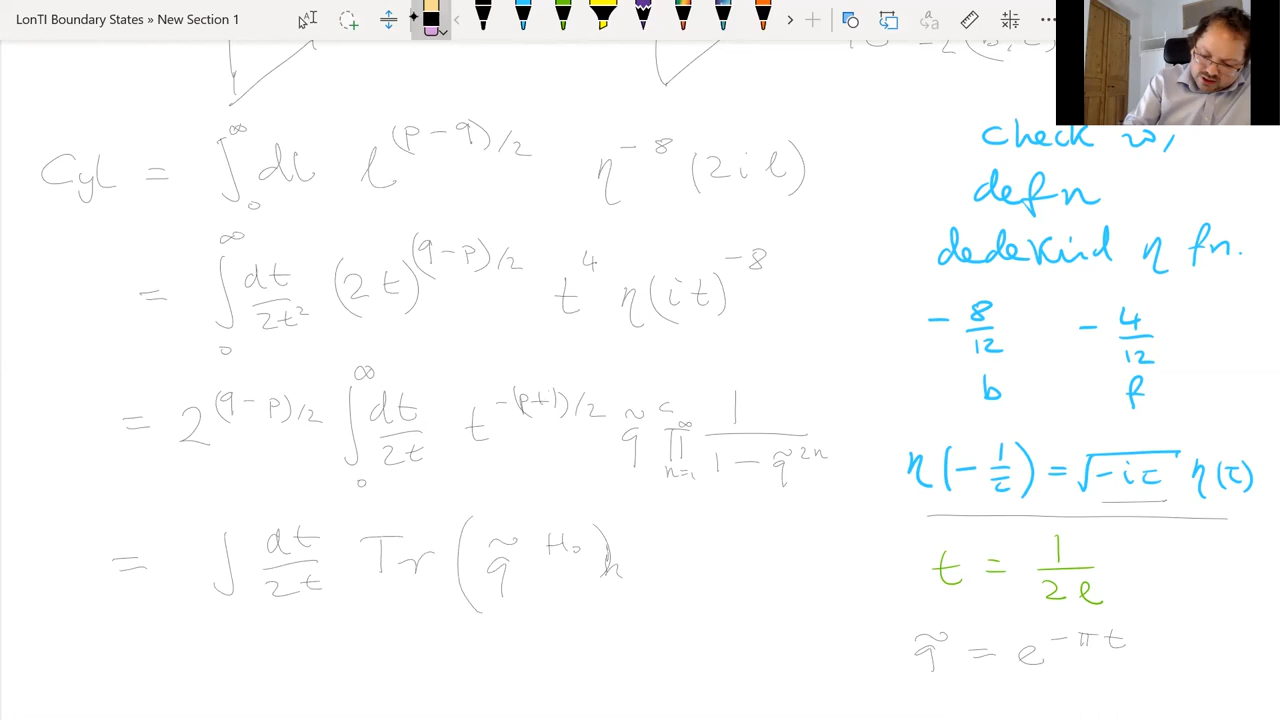 LonTI Boundary States » New Section 1
Cyl = ∫₀^∞ dl l^{(p-q)/2} η^{-8}(2il)
= ∫₀^∞ dt/2t² (2t)^{(9-p)/2} t⁴ η(it)^{-8}
= 2^{(9-p)/2} ∫₀^∞ dt/2t t^{-(p+1)/2} q̃ ∏_{n=1}^∞ 1/(1 - q̃^{2n})
= ∫ dt/2t Tr(q̃^{H₀})
check w,
defn
dedekind η fn.
- 8/12 - 4/12
b f
η(-1/τ) = √(-iτ) η(τ)
t = 1/2l
q̃ = e^{-πt}